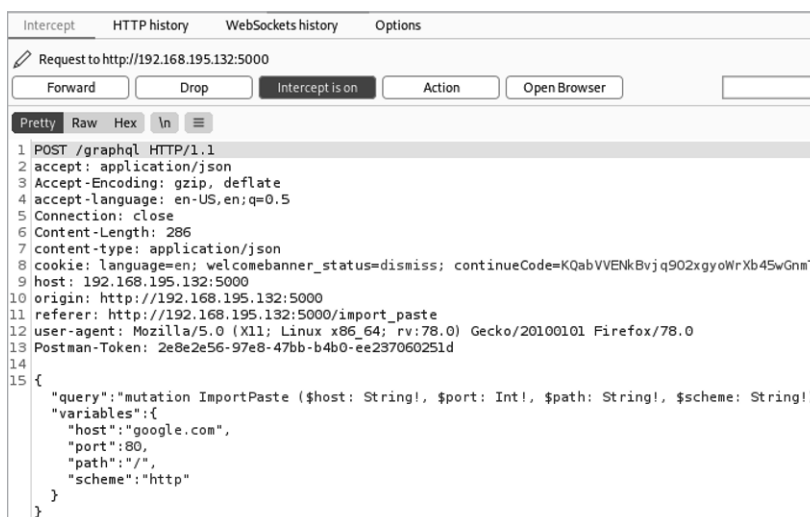 Intercept HTTP history WebSockets history Options
Request to http://192.168.195.132:5000
Forward Drop Intercept is on Action Open Browser
Pretty Raw Hex \n
1 POST /graphql HTTP/1.1
2 accept: application/json
3 Accept-Encoding: gzip, deflate
4 accept-language: en-US,en;q=0.5
5 Connection: close
6 Content-Length: 286
7 content-type: application/json
8 cookie: language=en; welcomebanner_status=dismiss; continueCode=KQabVVENkBvjq9O2xgyoWrXb45wGnm
9 host: 192.168.195.132:5000
10 origin: http://192.168.195.132:5000
11 referer: http://192.168.195.132:5000/import_paste
12 user-agent: Mozilla/5.0 (X11; Linux x86_64; rv:78.0) Gecko/20100101 Firefox/78.0
13 Postman-Token: 2e8e2e56-97e8-47bb-b4b0-ee237060251d
14
15 {
"query":"mutation ImportPaste ($host: String!, $port: Int!, $path: String!, $scheme: String!
"variables":{
"host":"google.com",
"port":80,
"path":"/",
"scheme":"http"
}
}